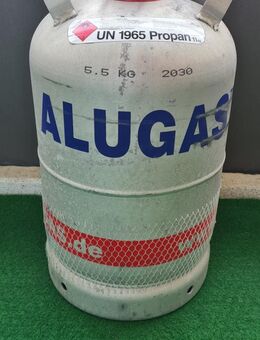 UN 1965 Propan
5.5 KG 2030
ALUGAS
s.de w